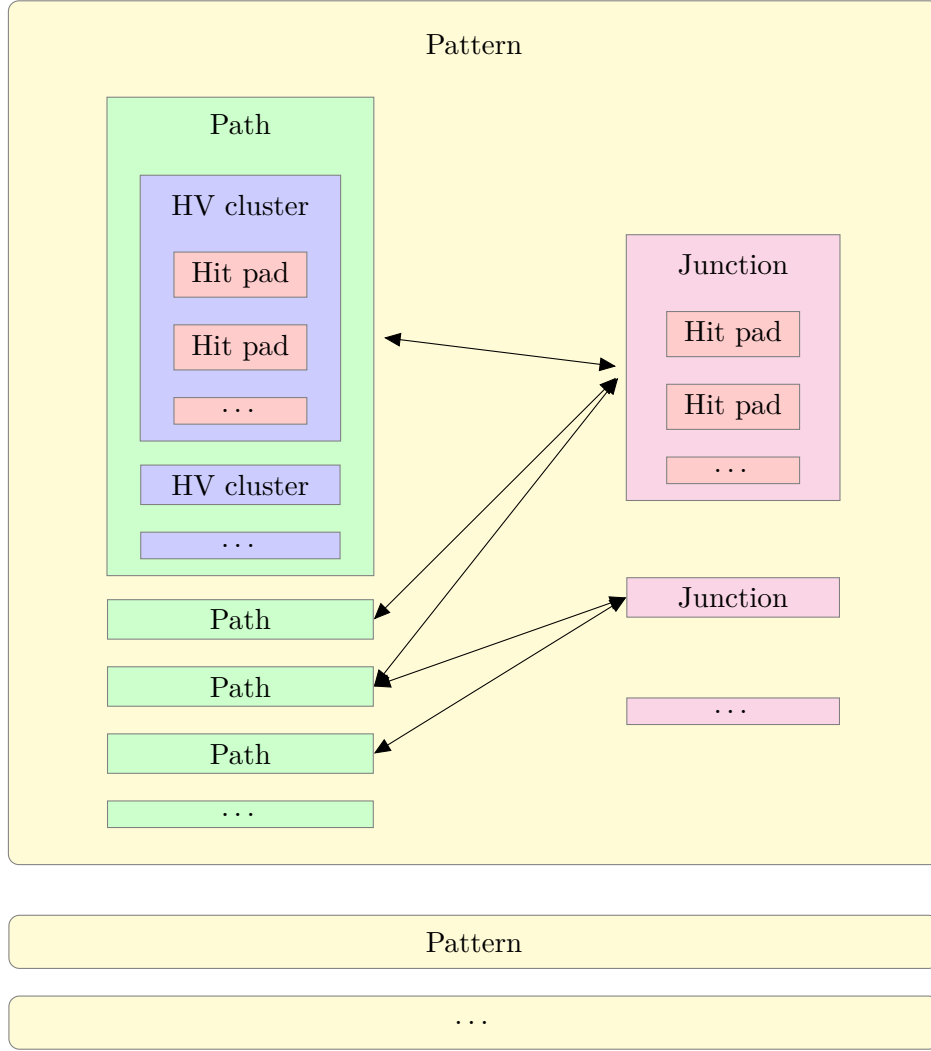 Pattern
Path
HV cluster
Hit pad
Hit pad
...
HV cluster
...
Path
Path
Path
...
Junction
Hit pad
Hit pad
...
Junction
...
Pattern
...